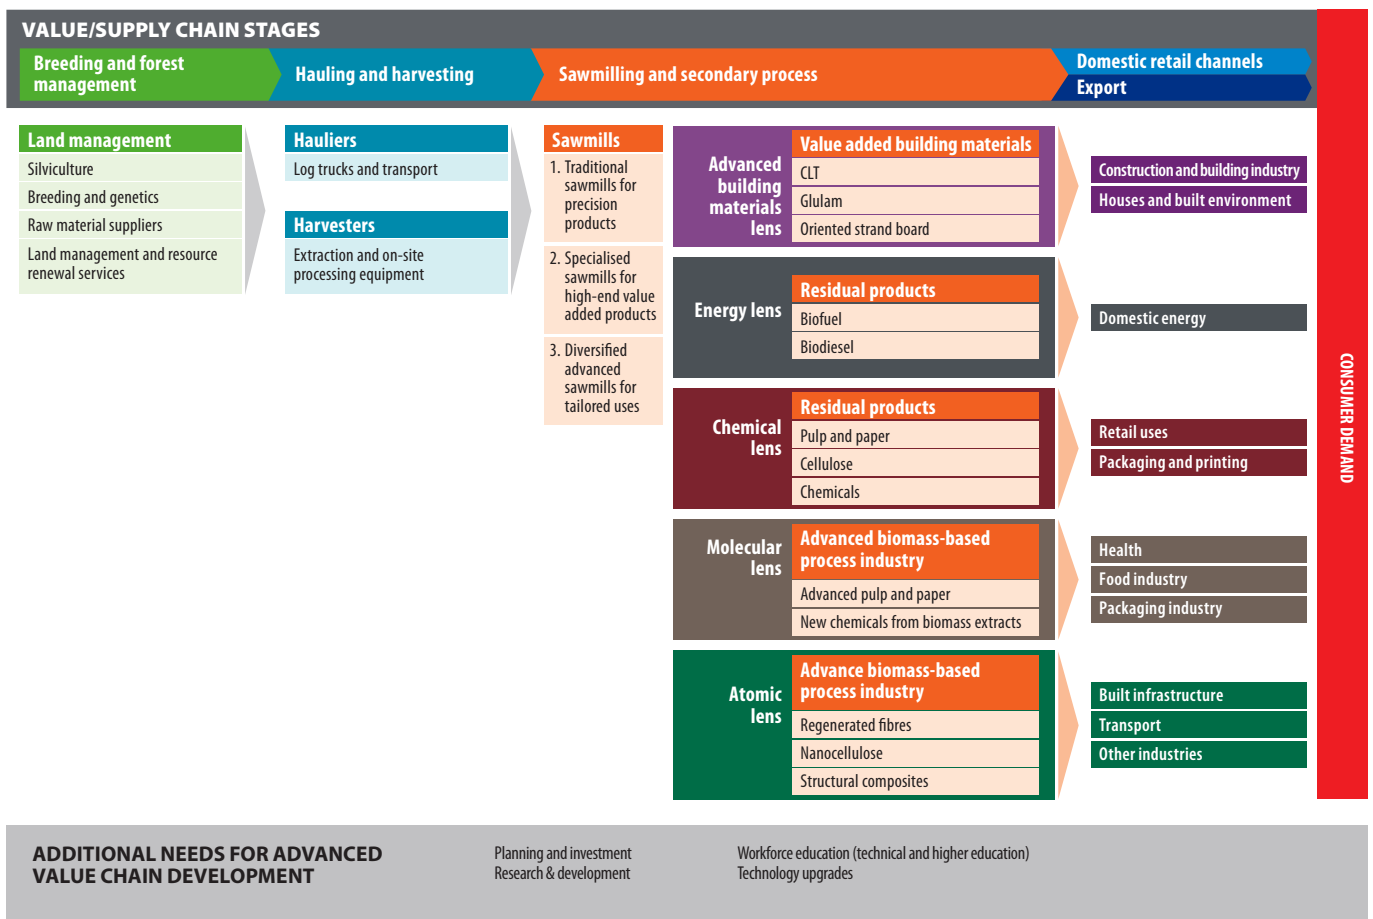 VALUE/SUPPLY CHAIN STAGES
Breeding and forest
management
Hauling and harvesting
Sawmilling and secondary process
Domestic retail channels
Export
Land management
Silviculture
Breeding and genetics
Raw material suppliers
Land management and resource
renewal services
Hauliers
Log trucks and transport
Harvesters
Extraction and on-site
processing equipment
Sawmills
1. Traditional
sawmills for
precision
products
2. Specialised
sawmills for
high-end value
added products
3. Diversified
advanced
sawmills for
tailored uses
Advanced
building
materials
lens
Value added building materials
CLT
Glulam
Oriented strand board
Construction and building industry
Houses and built environment
Energy lens
Residual products
Biofuel
Biodiesel
Domestic energy
Chemical
lens
Residual products
Pulp and paper
Cellulose
Chemicals
Retail uses
Packaging and printing
Molecular
lens
Advanced biomass-based
process industry
Advanced pulp and paper
New chemicals from biomass extracts
Health
Food industry
Packaging industry
Atomic
lens
Advance biomass-based
process industry
Regenerated fibres
Nanocellulose
Structural composites
Built infrastructure
Transport
Other industries
CONSUMER DEMAND
ADDITIONAL NEEDS FOR ADVANCED
VALUE CHAIN DEVELOPMENT
Planning and investment
Research & development
Workforce education (technical and higher education)
Technology upgrades